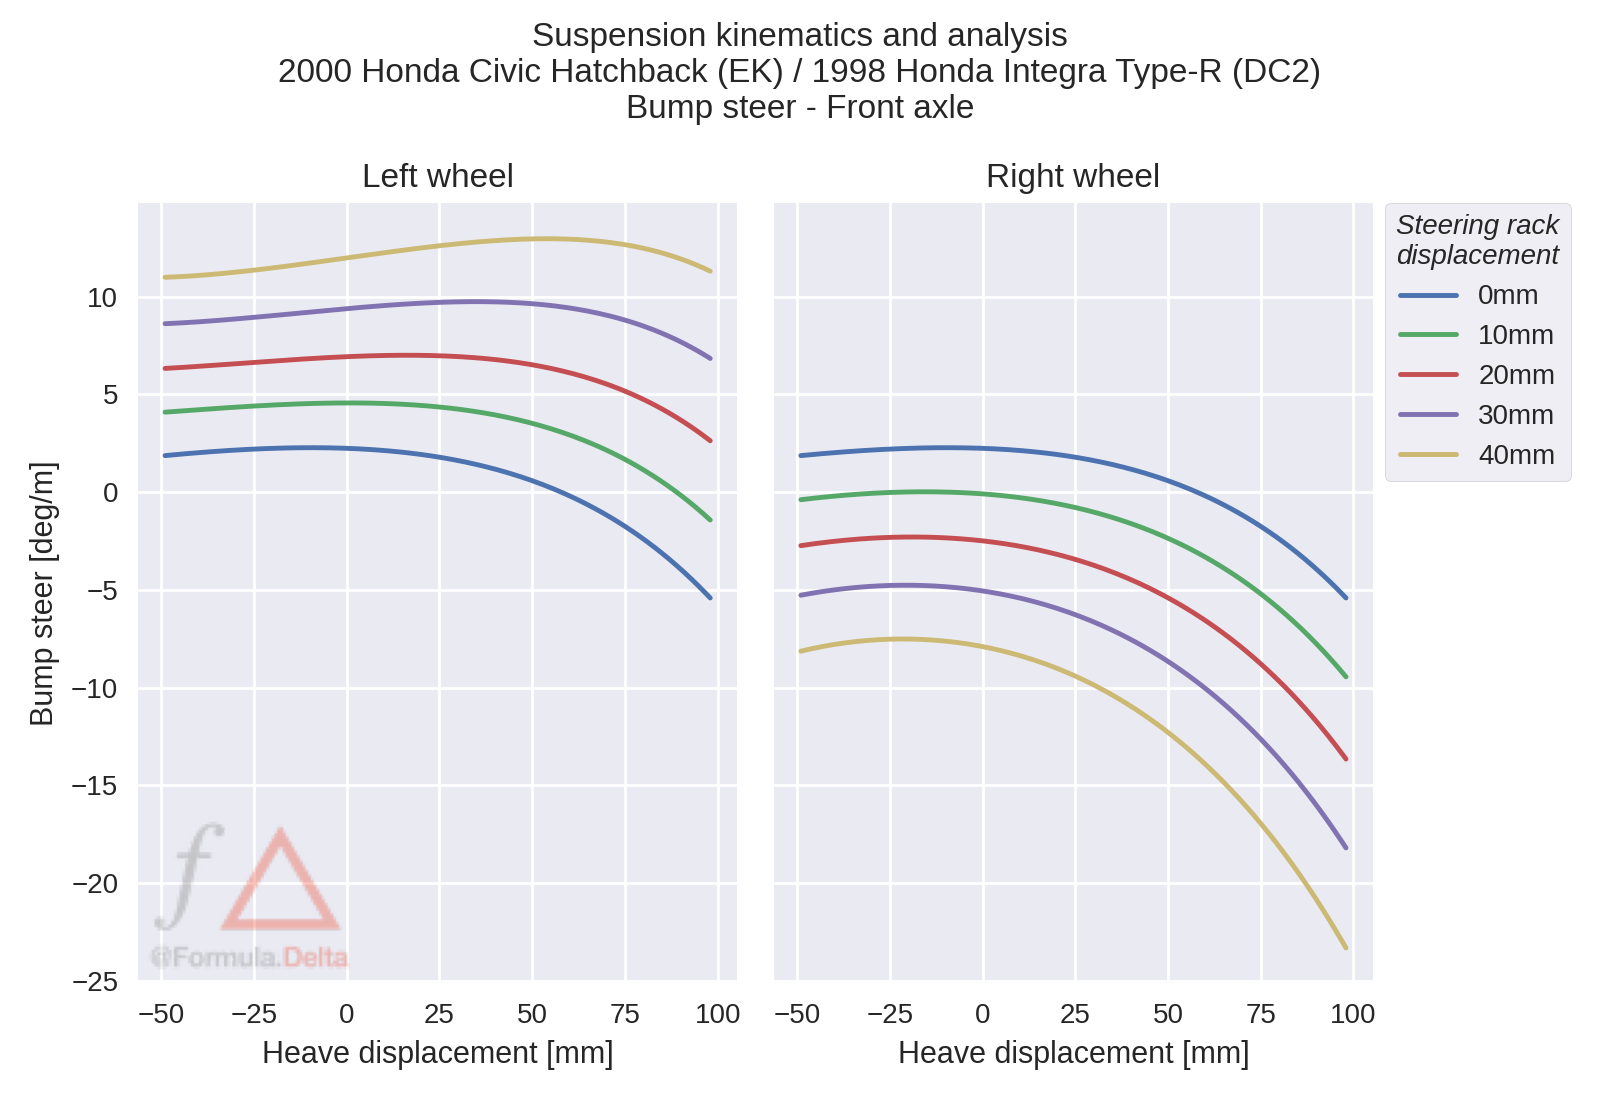 Suspension kinematics and analysis
2000 Honda Civic Hatchback (EK) / 1998 Honda Integra Type-R (DC2)
Bump steer - Front axle
Left wheel
Right wheel
Steering rack
displacement
0mm
10mm
20mm
30mm
40mm
Bump steer [deg/m]
10
5
0
−5
−10
−15
−20
−25
f
@Formula.Delta
−50 −25 0 25 50 75 100
−50 −25 0 25 50 75 100
Heave displacement [mm]
Heave displacement [mm]